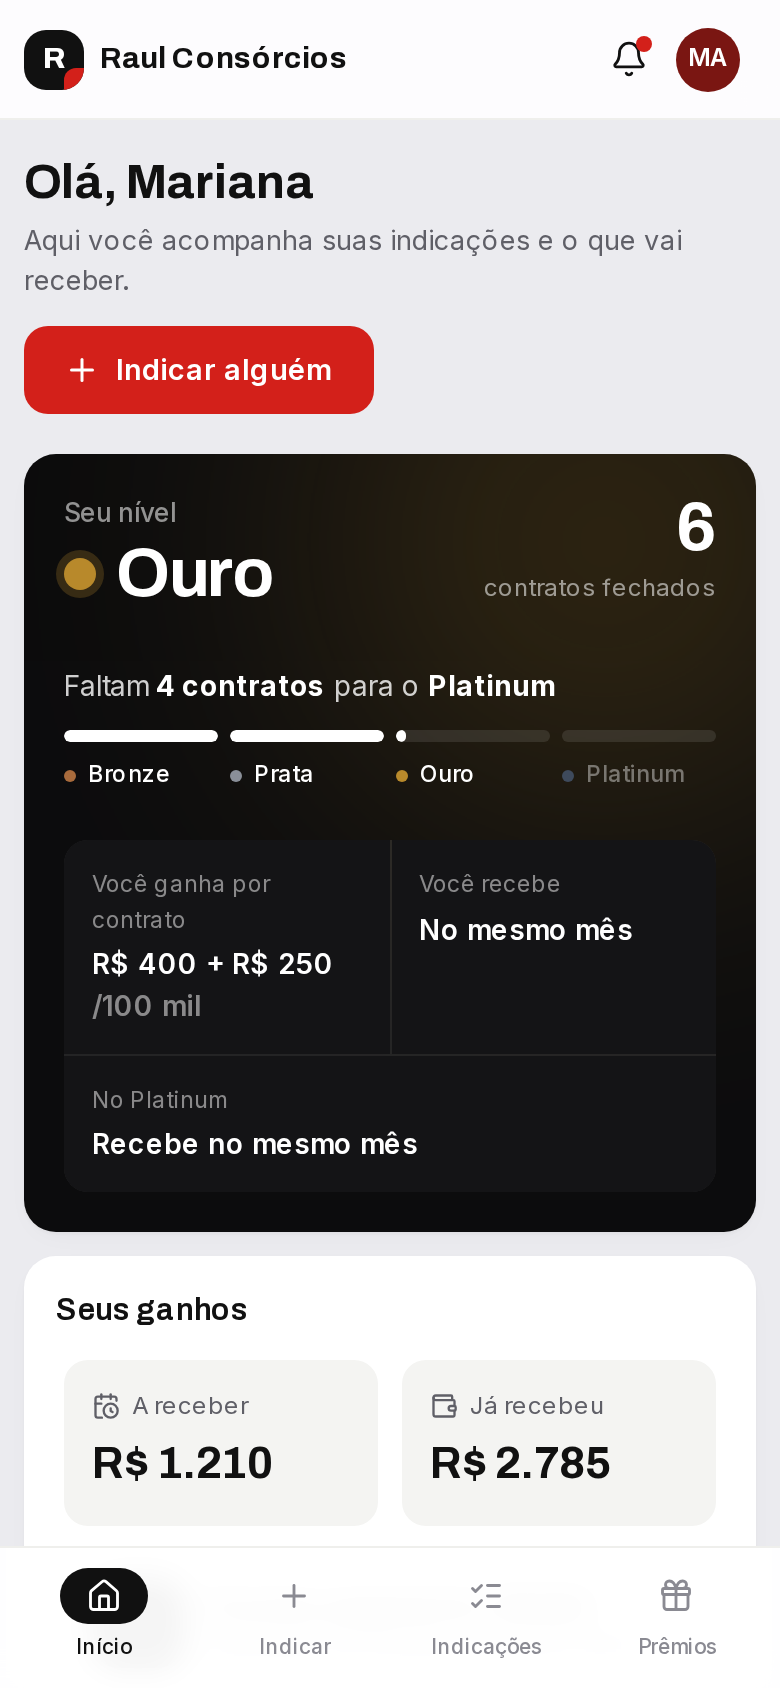 R Raul Consórcios MA
Olá, Mariana
Aqui você acompanha suas indicações e o que vai
receber.
Indicar alguém
Seu nível
Ouro
6
contratos fechados
Faltam 4 contratos para o Platinum
Bronze Prata Ouro Platinum
Você ganha por
contrato
R$ 400 + R$ 250
/100 mil
Você recebe
No mesmo mês
No Platinum
Recebe no mesmo mês
Seus ganhos
A receber
R$ 1.210
Já recebeu
R$ 2.785
Início Indicar Indicações Prêmios